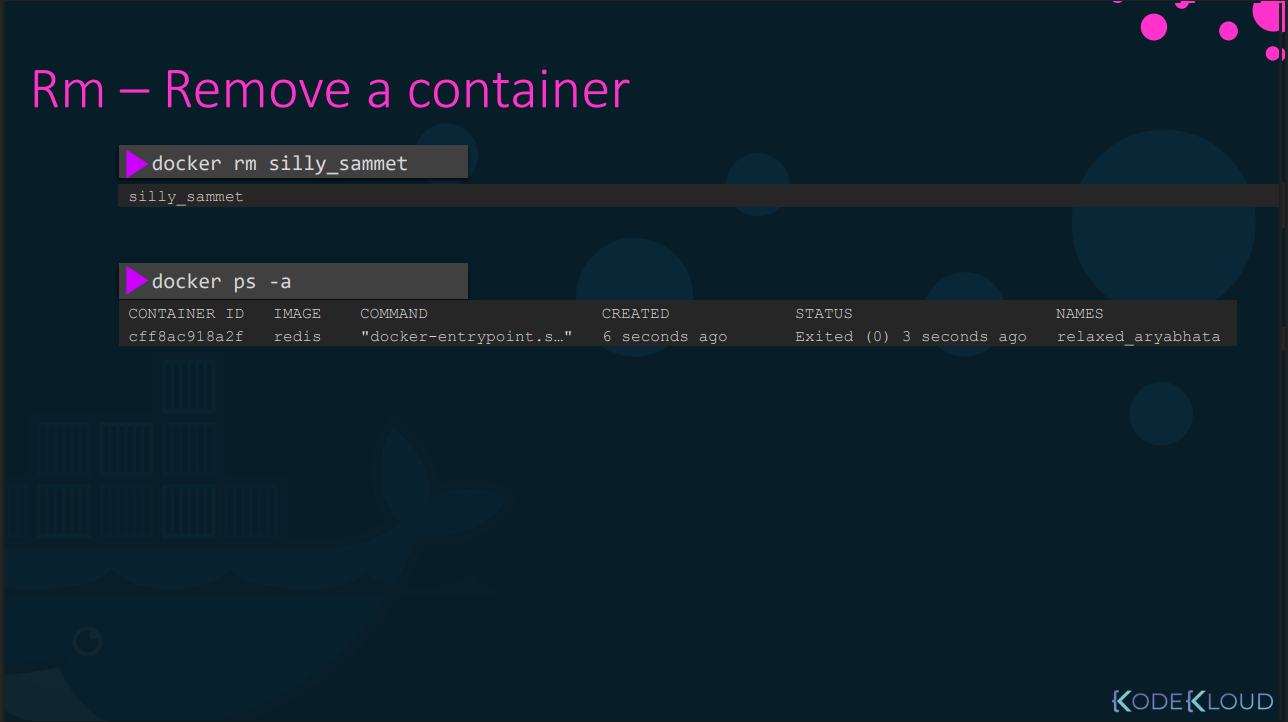 Rm – Remove a container
docker rm silly_sammet
silly_sammet
docker ps -a
CONTAINER ID IMAGE COMMAND CREATED STATUS NAMES
cff8ac918a2f redis "docker-entrypoint.s…" 6 seconds ago Exited (0) 3 seconds ago relaxed_aryabhata
KODEKLOUD